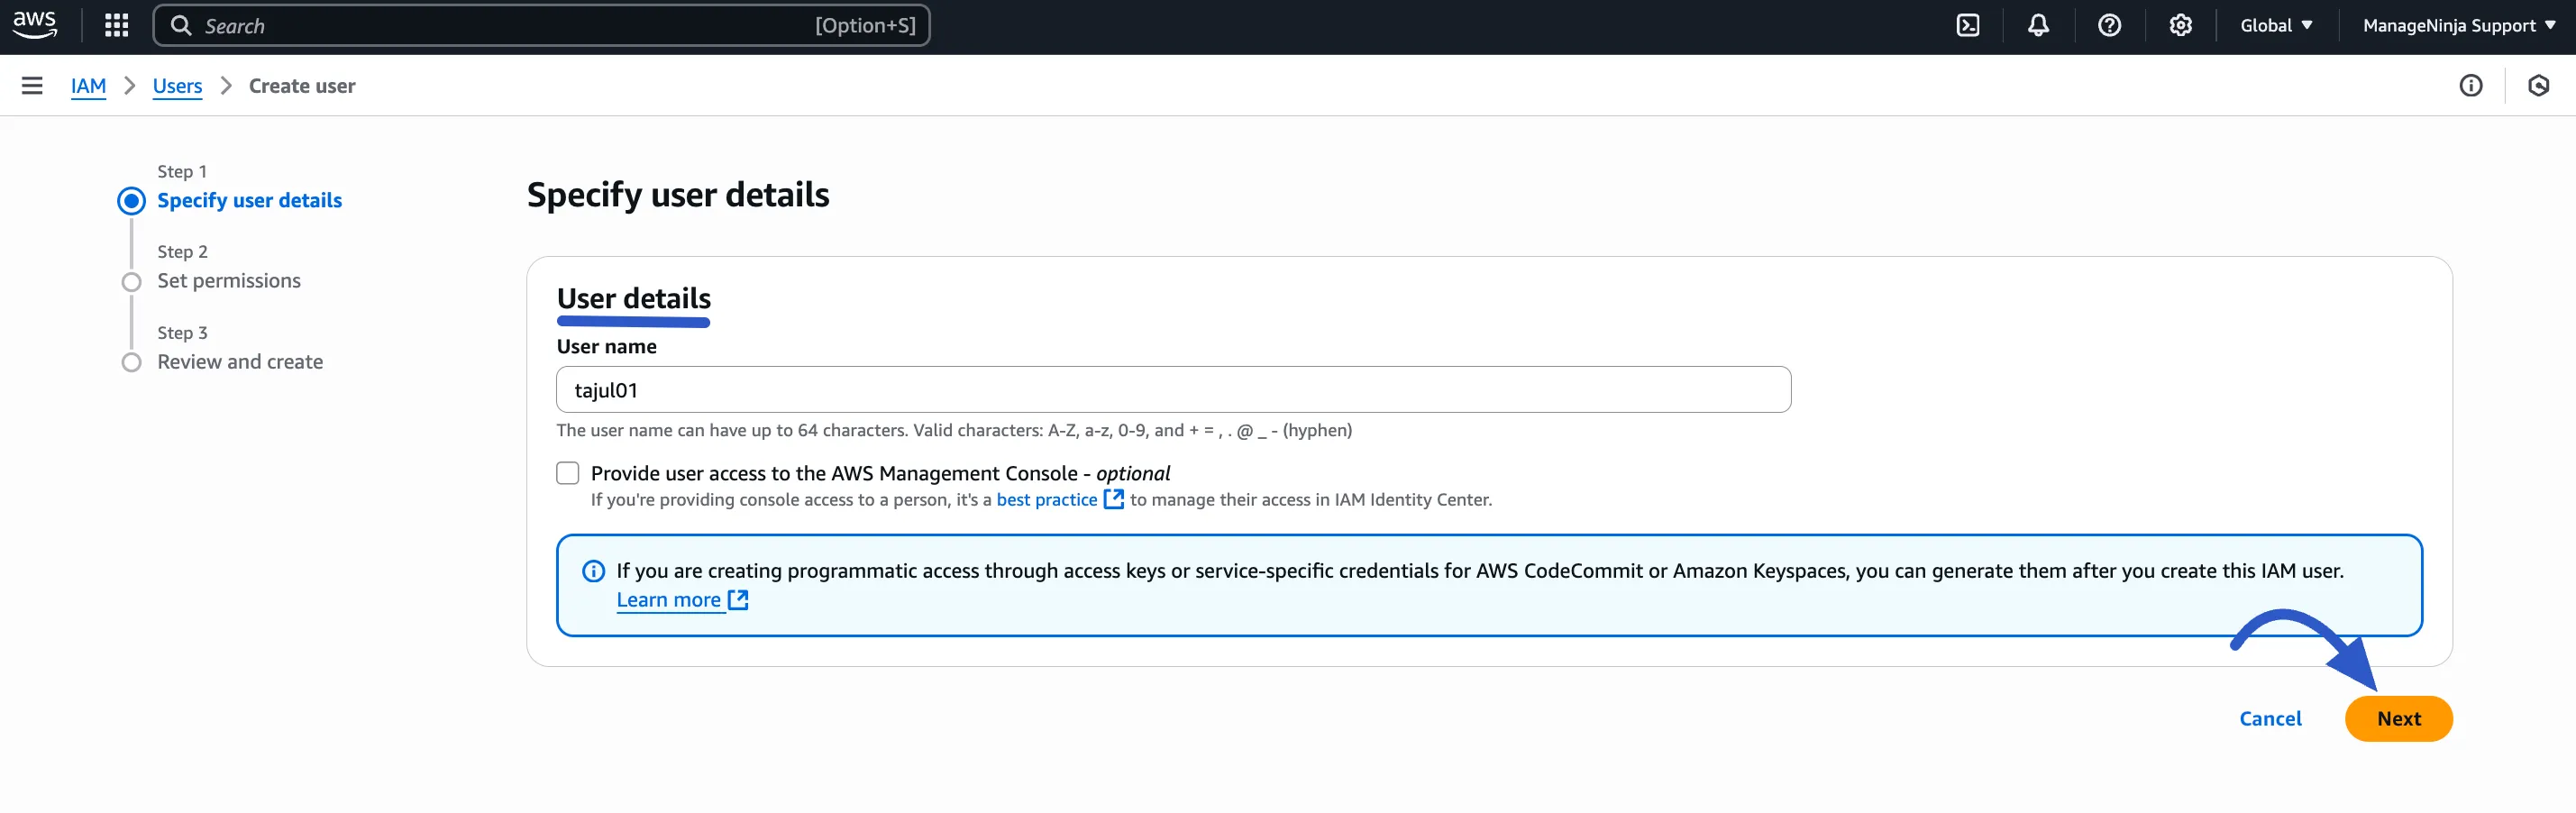 aws Search [Option+S] Global ManageNinja Support
IAM Users Create user
Step 1
Specify user details
Step 2
Set permissions
Step 3
Review and create
Specify user details
User details
User name
tajul01
The user name can have up to 64 characters. Valid characters: A-Z, a-z, 0-9, and + = , . @ _ - (hyphen)
Provide user access to the AWS Management Console - optional
If you're providing console access to a person, it's a best practice to manage their access in IAM Identity Center.
If you are creating programmatic access through access keys or service-specific credentials for AWS CodeCommit or Amazon Keyspaces, you can generate them after you create this IAM user.
Learn more
Cancel Next